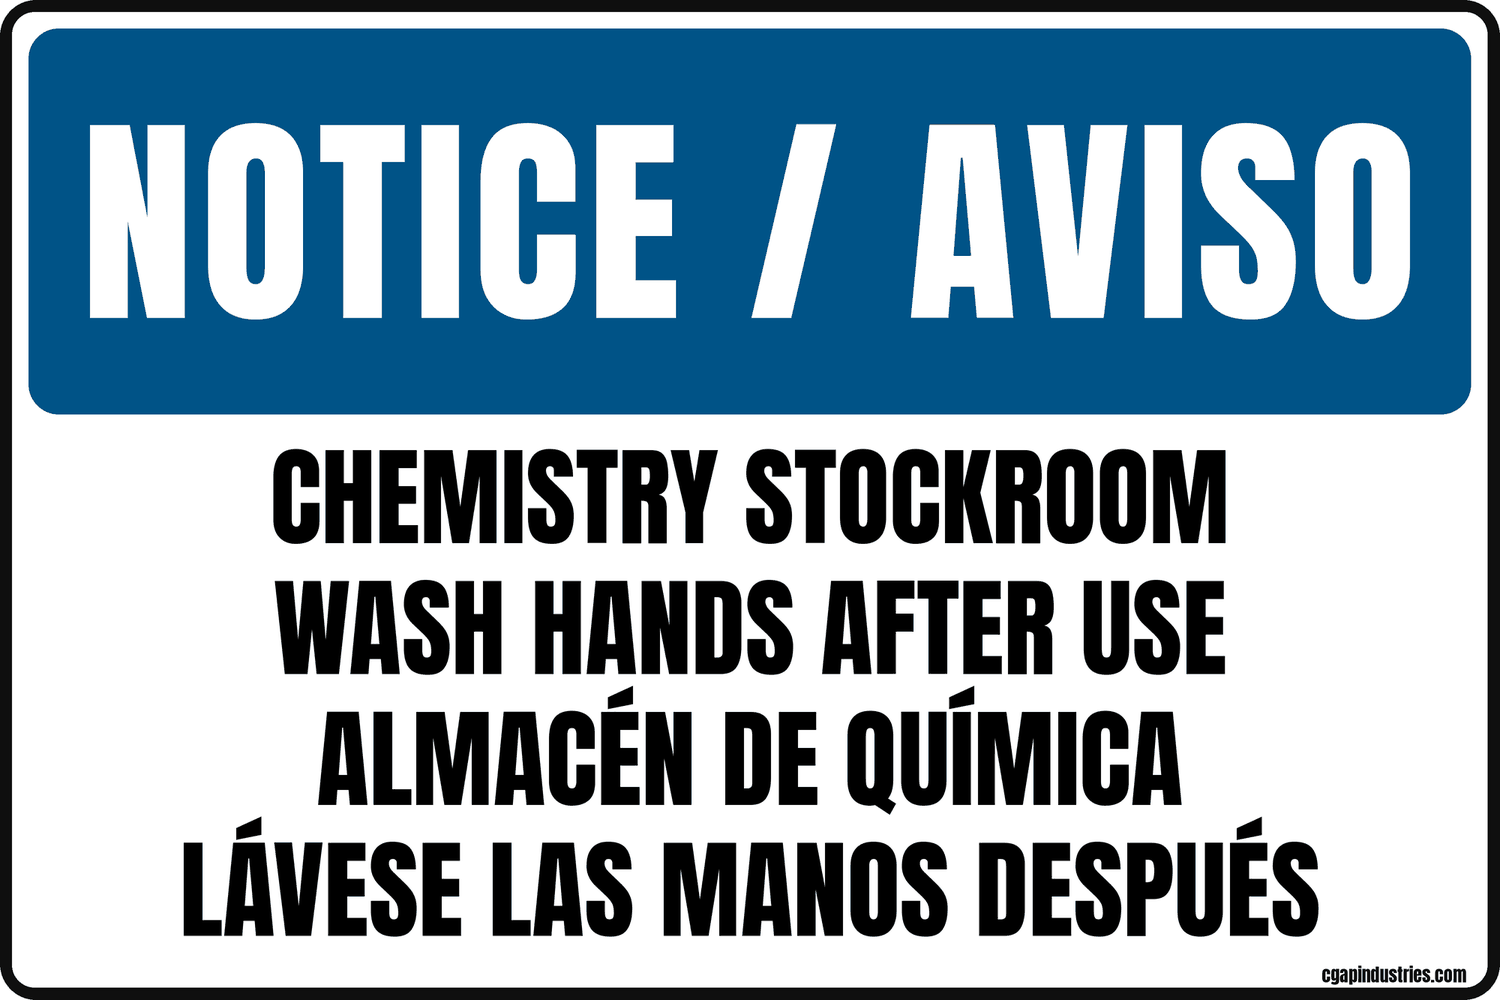 NOTICE / AVISO
CHEMISTRY STOCKROOM
WASH HANDS AFTER USE
ALMACÉN DE QUÍMICA
LÁVESE LAS MANOS DESPUÉS
cgapindustries.com